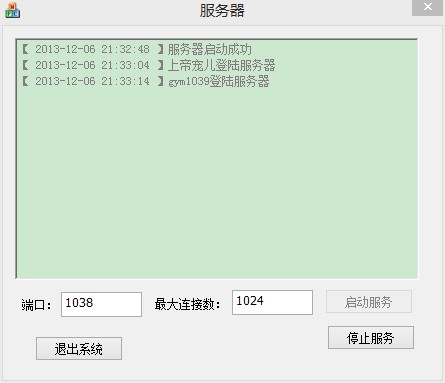 服务器
【 2013-12-06 21:32:48 】服务器启动成功
【 2013-12-06 21:33:04 】上帝宠儿登陆服务器
【 2013-12-06 21:33:14 】gym1039登陆服务器
端口： 1038 最大连接数： 1024 启动服务
停止服务
退出系统